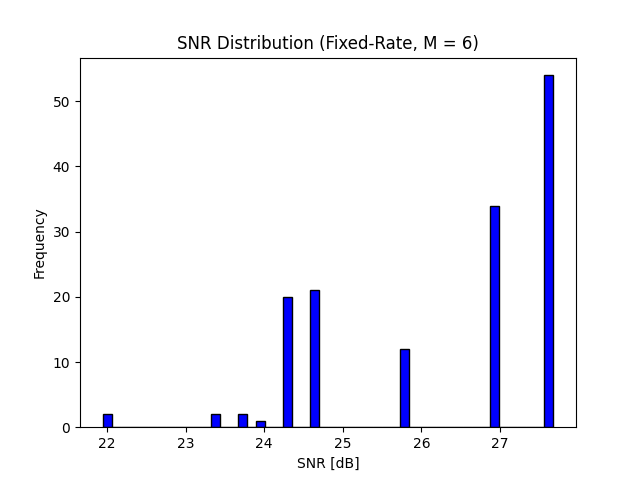 SNR Distribution (Fixed-Rate, M = 6)
Frequency
50
40
30
20
10
0
22 23 24 25 26 27
SNR [dB]